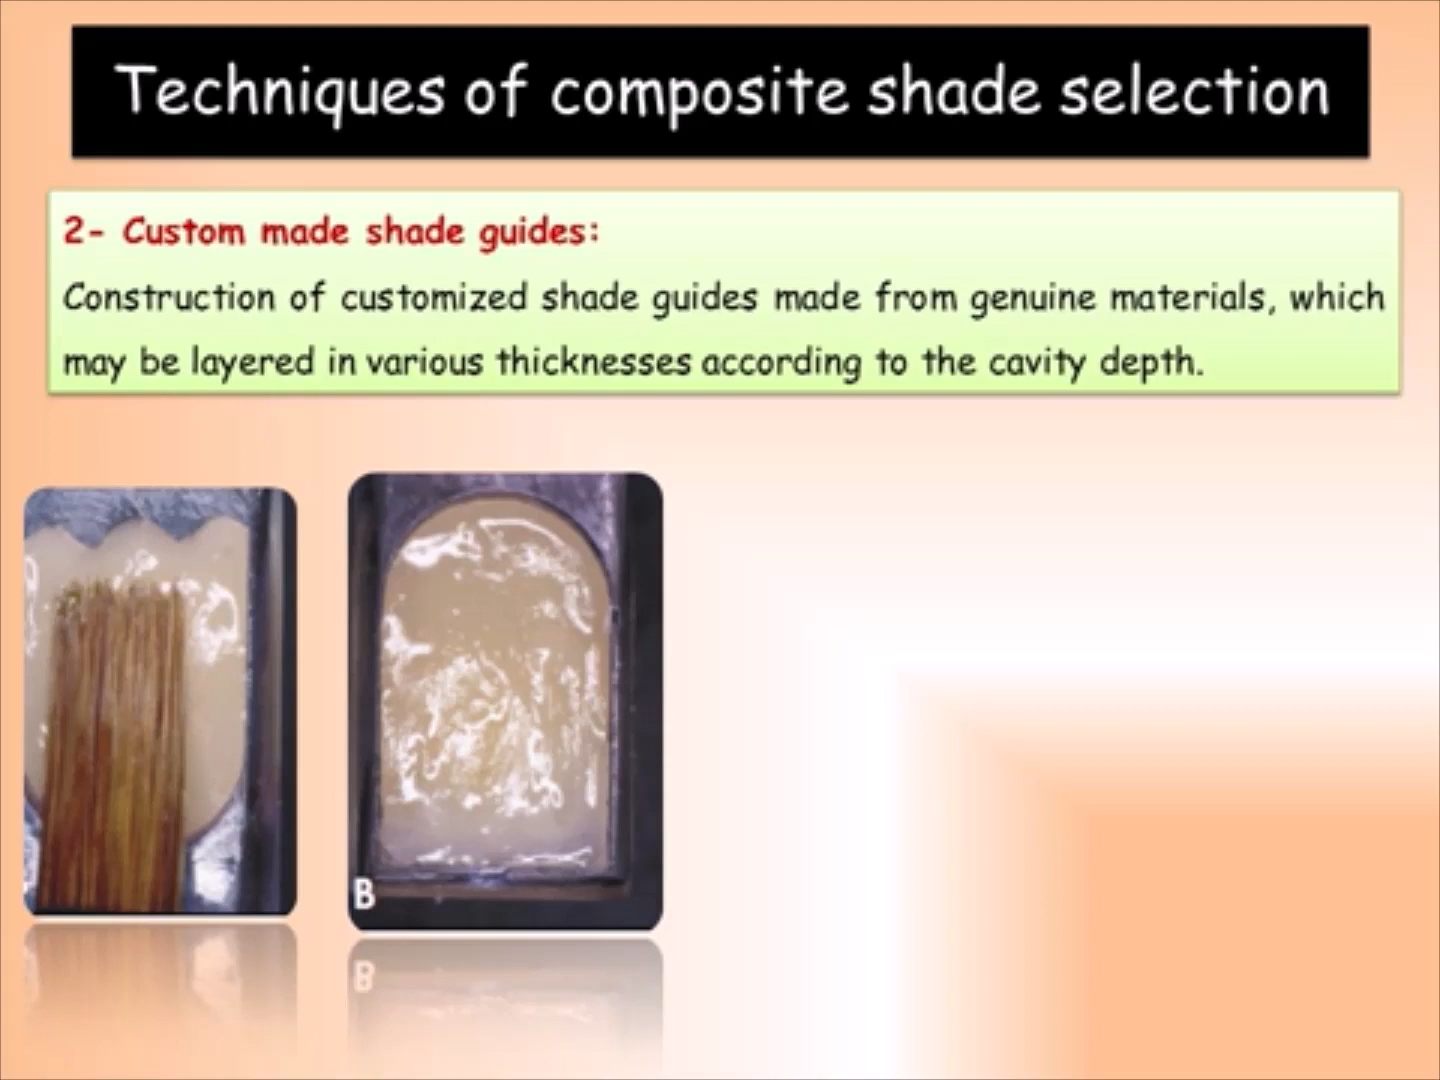 Techniques of composite shade selection
2- Custom made shade guides:
Construction of customized shade guides made from genuine materials, which
may be layered in various thicknesses according to the cavity depth.
B